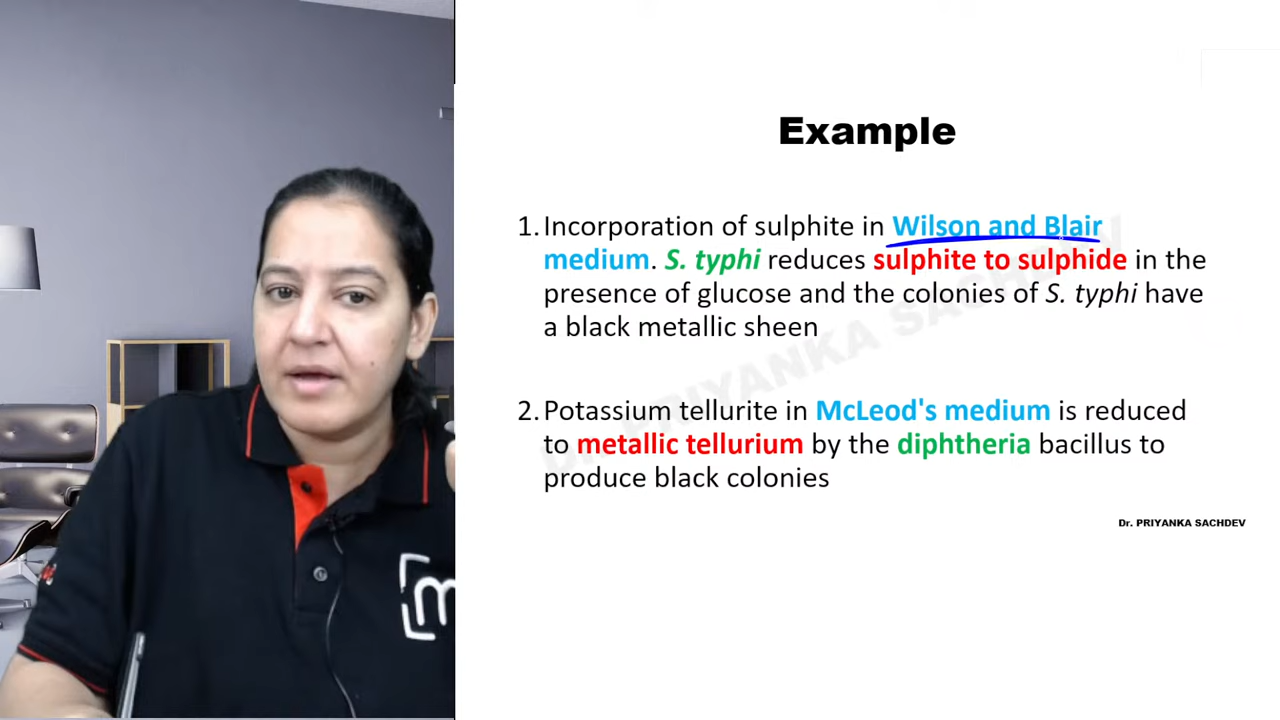 Example
1. Incorporation of sulphite in Wilson and Blair
medium. S. typhi reduces sulphite to sulphide in the
presence of glucose and the colonies of S. typhi have
a black metallic sheen
2. Potassium tellurite in McLeod's medium is reduced
to metallic tellurium by the diphtheria bacillus to
produce black colonies
Dr. PRIYANKA SACHDEV